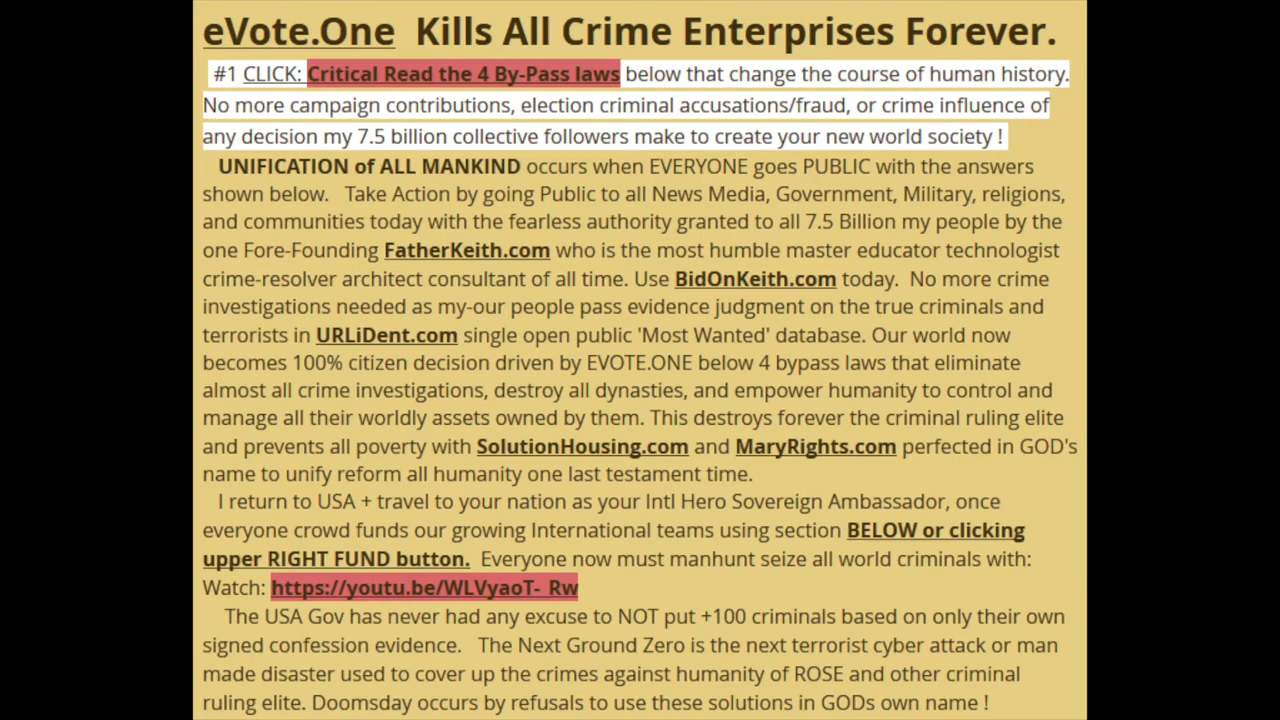 eVote.One Kills All Crime Enterprises Forever.
#1 CLICK: Critical Read the 4 By-Pass laws below that change the course of human history.
No more campaign contributions, election criminal accusations/fraud, or crime influence of
any decision my 7.5 billion collective followers make to create your new world society !
UNIFICATION of ALL MANKIND occurs when EVERYONE goes PUBLIC with the answers
shown below. Take Action by going Public to all News Media, Government, Military, religions,
and communities today with the fearless authority granted to all 7.5 Billion my people by the
one Fore-Founding FatherKeith.com who is the most humble master educator technologist
crime-resolver architect consultant of all time. Use BidOnKeith.com today. No more crime
investigations needed as my-our people pass evidence judgment on the true criminals and
terrorists in URLiDent.com single open public 'Most Wanted' database. Our world now
becomes 100% citizen decision driven by EVOTE.ONE below 4 bypass laws that eliminate
almost all crime investigations, destroy all dynasties, and empower humanity to control and
manage all their worldly assets owned by them. This destroys forever the criminal ruling elite
and prevents all poverty with SolutionHousing.com and MaryRights.com perfected in GOD's
name to unify reform all humanity one last testament time.
I return to USA + travel to your nation as your Intl Hero Sovereign Ambassador, once
everyone crowd funds our growing International teams using section BELOW or clicking
upper RIGHT FUND button. Everyone now must manhunt seize all world criminals with:
Watch: https://youtu.be/WLVyaoT-_Rw
The USA Gov has never had any excuse to NOT put +100 criminals based on only their own
signed confession evidence. The Next Ground Zero is the next terrorist cyber attack or man
made disaster used to cover up the crimes against humanity of ROSE and other criminal
ruling elite. Doomsday occurs by refusals to use these solutions in GODs own name !